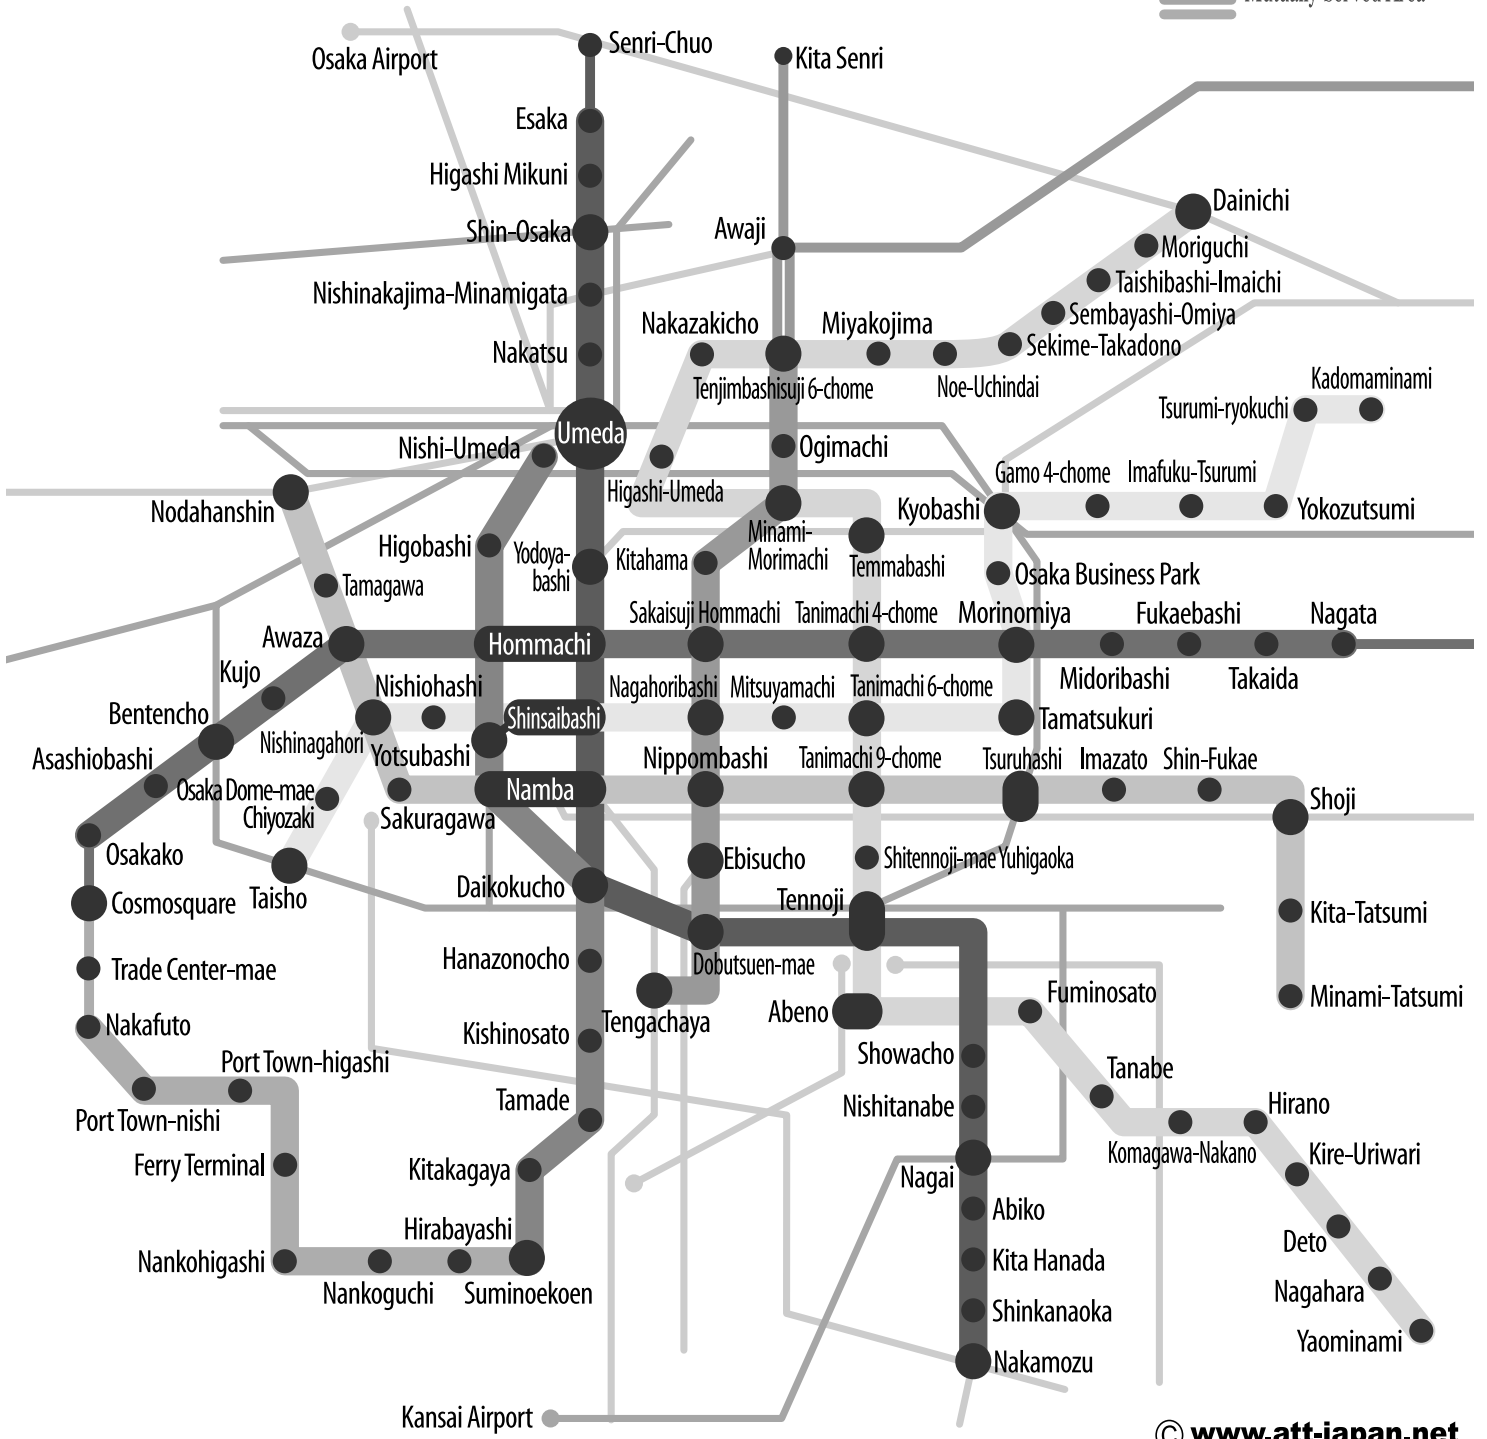 Mutually Served Area
Osaka Airport
Senri-Chuo
Kita Senri
Esaka
Higashi Mikuni
Shin-Osaka
Awaji
Dainichi
Moriguchi
Taishibashi-Imaichi
Sembayashi-Omiya
Sekime-Takadono
Nishinakajima-Minamigata
Nakatsu
Nakazakicho
Miyakojima
Tenjimbashisuji 6-chome
Noe-Uchindai
Kadomaminami
Tsurumi-ryokuchi
Umeda
Nishi-Umeda
Ogimachi
Higashi-Umeda
Gamo 4-chome
Imafuku-Tsurumi
Nodahanshin
Kyobashi
Yokozutsumi
Higobashi
Yodoya-
bashi
Kitahama
Minami-
Morimachi
Temmabashi
Tamagawa
Osaka Business Park
Awaza
Hommachi
Sakaisuji Hommachi
Tanimachi 4-chome
Morinomiya
Fukaebashi
Nagata
Kujo
Midoribashi
Takaida
Nishiohashi
Nagahoribashi
Mitsuyamachi
Tanimachi 6-chome
Bentencho
Shinsaibashi
Tamatsukuri
Nishinagahori
Yotsubashi
Asashiobashi
Nippombashi
Tanimachi 9-chome
Tsuruhashi
Imazato
Shin-Fukae
Osaka Dome-mae
Chiyozaki
Namba
Sakuragawa
Shoji
Osakako
Ebisucho
Shitennoji-mae Yuhigaoka
Cosmosquare
Taisho
Daikokucho
Tennoji
Kita-Tatsumi
Trade Center-mae
Hanazonocho
Dobutsuen-mae
Minami-Tatsumi
Nakafuto
Tengachaya
Abeno
Fuminosato
Kishinosato
Port Town-higashi
Showacho
Tanabe
Port Town-nishi
Tamade
Nishitanabe
Hirano
Ferry Terminal
Kitakagaya
Komagawa-Nakano
Kire-Uriwari
Nagai
Hirabayashi
Abiko
Deto
Nankohigashi
Kita Hanada
Nankoguchi
Suminoekoen
Nagahara
Shinkanaoka
Yaominami
Nakamozu
Kansai Airport
© www.att-japan.net